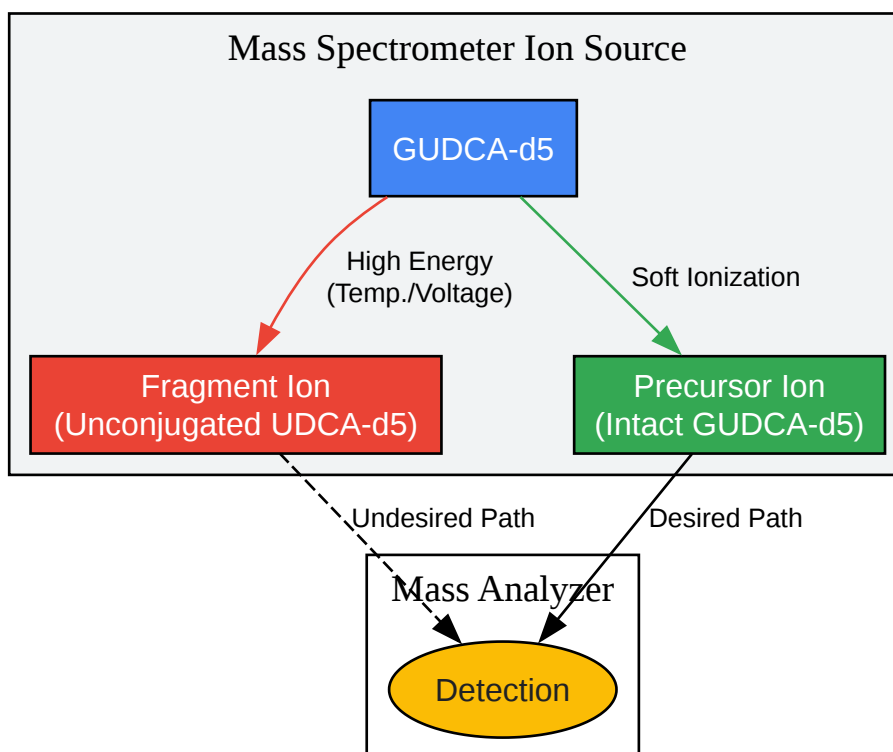 Mass Spectrometer Ion Source
GUDCA-d5
High Energy
(Temp./Voltage)
Soft Ionization
Fragment Ion
(Unconjugated UDCA-d5)
Precursor Ion
(Intact GUDCA-d5)
Undesired Path
Desired Path
Mass Analyzer
Detection